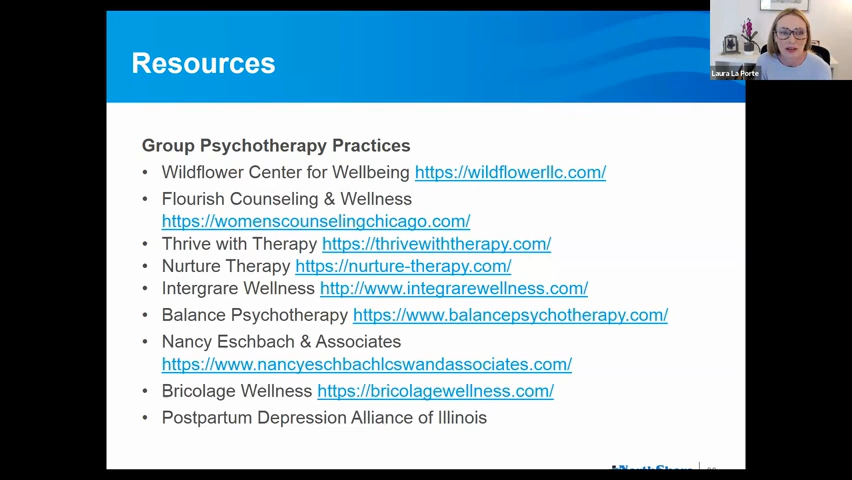 Resources
Laura La Porte
Group Psychotherapy Practices
• Wildflower Center for Wellbeing https://wildflowerllc.com/
• Flourish Counseling & Wellness
https://womenscounselingchicago.com/
• Thrive with Therapy https://thrivewiththerapy.com/
• Nurture Therapy https://nurture-therapy.com/
• Intergrare Wellness http://www.integrarewellness.com/
• Balance Psychotherapy https://www.balancepsychotherapy.com/
• Nancy Eschbach & Associates
https://www.nancyeschbachlcswandassociates.com/
• Bricolage Wellness https://bricolagewellness.com/
• Postpartum Depression Alliance of Illinois
NorthShore